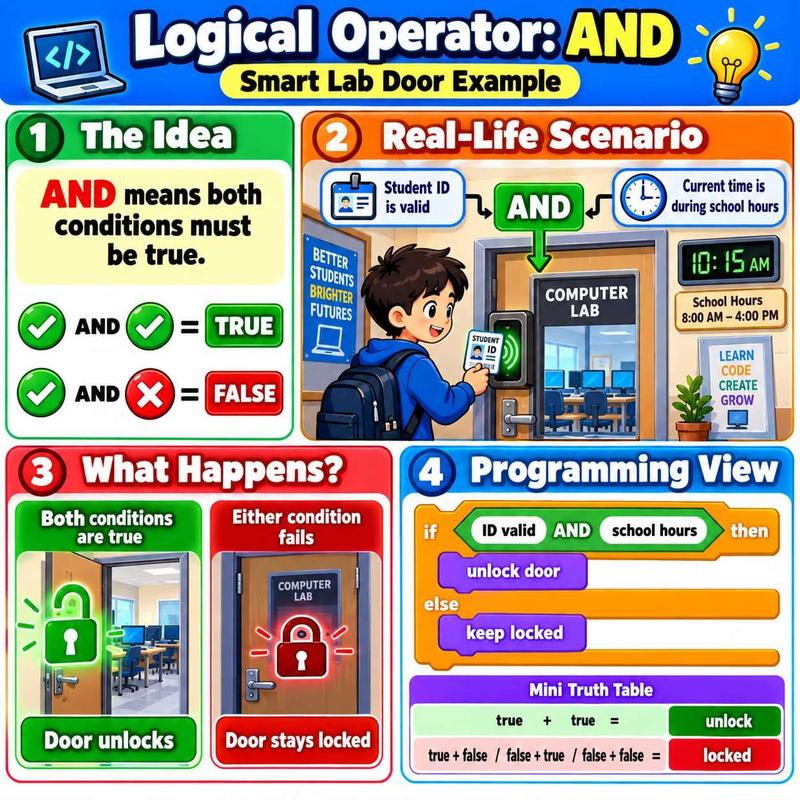 </>
Logical Operator: AND
Smart Lab Door Example
1 The Idea
AND means both
conditions must
be true.
AND = TRUE
AND = FALSE
2 Real-Life Scenario
Student ID
is valid
AND
Current time is
during school hours
BETTER
STUDENTS
BRIGHTER
FUTURES
STUDENT
ID
COMPUTER
LAB
10:15 AM
School Hours
8:00 AM – 4:00 PM
LEARN
CODE
CREATE
GROW
3 What Happens?
Both conditions
are true
Door unlocks
Either condition
fails
COMPUTER
LAB
Door stays locked
4 Programming View
if ID valid AND school hours then
unlock door
else
keep locked
Mini Truth Table
true + true = unlock
true + false / false + true / false + false = locked